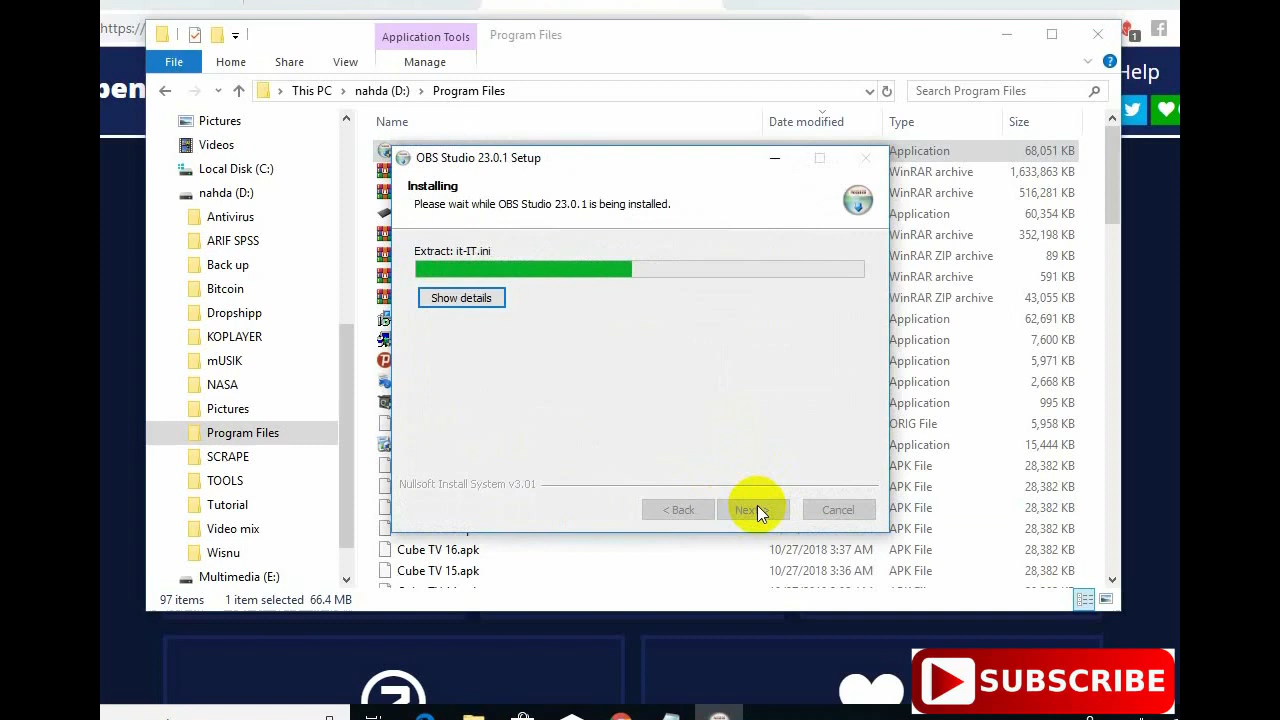 https://
Application Tools
Program Files
1
File
Home
Share
View
Manage
?
pen
Help
This PC
nahda (D:)
Program Files
Search Program Files
Name
Date modified
Type
Size
Pictures
Videos
Local Disk (C:)
nahda (D:)
Antivirus
ARIF SPSS
Back up
Bitcoin
Dropshipp
KOPLAYER
mUSIK
NASA
Pictures
Program Files
SCRAPE
TOOLS
Tutorial
Video mix
Wisnu
Multimedia (E:)
OBS Studio 23.0.1 Setup
Installing
Please wait while OBS Studio 23.0.1 is being installed.
Extract: it-IT.ini
Show details
Nullsoft Install System v3.01
< Back
Next >
Cancel
Application 68,051 KB
WinRAR archive 1,633,863 KB
WinRAR archive 516,281 KB
Application 60,354 KB
WinRAR archive 352,198 KB
WinRAR ZIP archive 89 KB
WinRAR archive 591 KB
WinRAR ZIP archive 43,055 KB
Application 62,691 KB
Application 7,600 KB
Application 5,971 KB
Application 2,668 KB
Application 995 KB
ORIG File 5,958 KB
Application 15,444 KB
APK File 28,382 KB
APK File 28,382 KB
APK File 28,382 KB
APK File 28,382 KB
Cube TV 16.apk 10/27/2018 3:37 AM APK File 28,382 KB
Cube TV 15.apk 10/27/2018 3:36 AM APK File 28,382 KB
97 items
1 item selected 66.4 MB
SUBSCRIBE